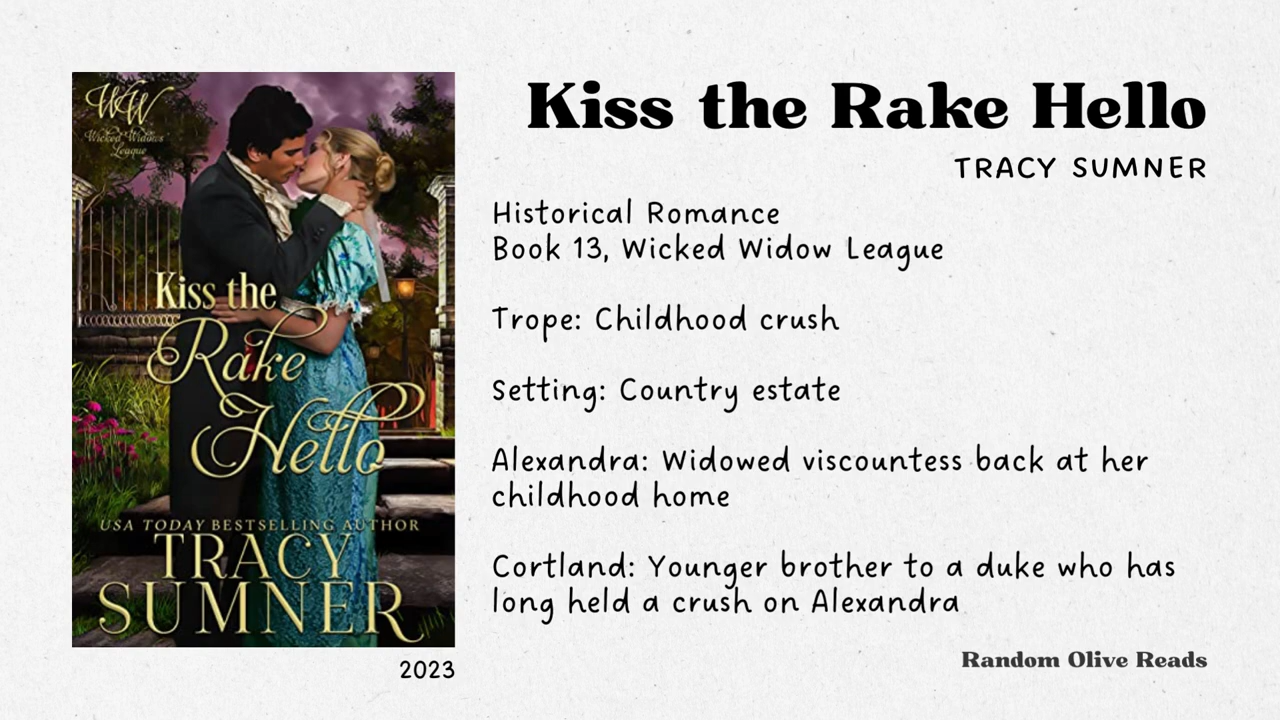 WW
Wicked Widows
League
Kiss the
Rake
Hello
USA TODAY BESTSELLING AUTHOR
TRACY
SUMNER
2023
Kiss the Rake Hello
TRACY SUMNER
Historical Romance
Book 13, Wicked Widow League
Trope: Childhood crush
Setting: Country estate
Alexandra: Widowed viscountess back at her
childhood home
Cortland: Younger brother to a duke who has
long held a crush on Alexandra
Random Olive Reads